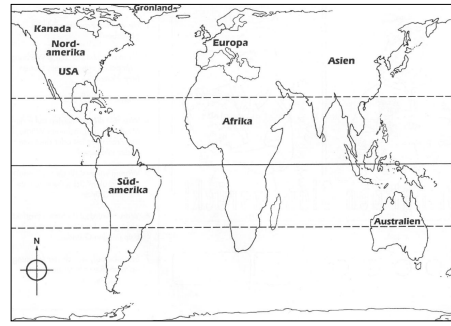 Grönland
Kanada
Nord-
amerika
USA
Europa
Asien
Afrika
Süd-
amerika
Australien
N